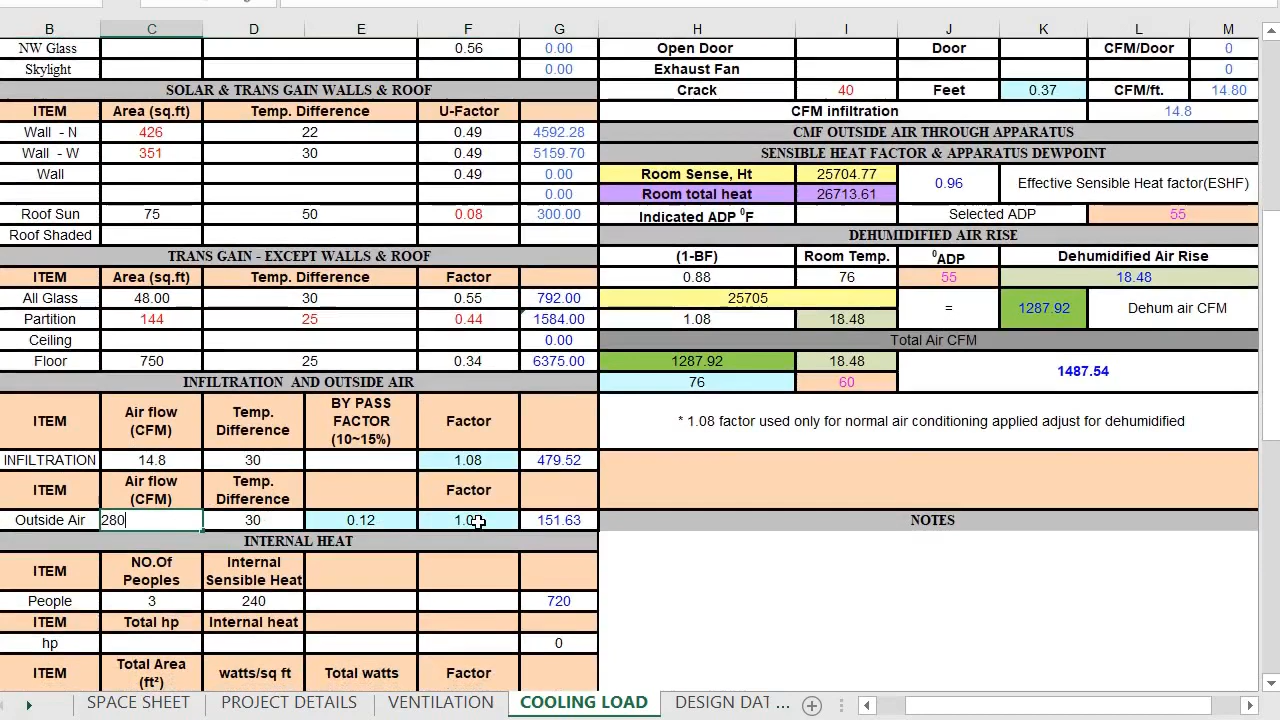 B C D E F G H I J K L M
NW Glass 0.56 0.00 Open Door Door CFM/Door 0
Skylight 0.00 Exhaust Fan 0
SOLAR & TRANS GAIN WALLS & ROOF Crack 40 Feet 0.37 CFM/ft. 14.80
ITEM Area (sq.ft) Temp. Difference U-Factor CFM infiltration 14.8
Wall - N 426 22 0.49 4592.28 CMF OUTSIDE AIR THROUGH APPARATUS
Wall - W 351 30 0.49 5159.70 SENSIBLE HEAT FACTOR & APPARATUS DEWPOINT
Wall 0.49 0.00 Room Sense, Ht 25704.77 0.96 Effective Sensible Heat factor(ESHF)
0.00 Room total heat 26713.61
Roof Sun 75 50 0.08 300.00 Indicated ADP ⁰F Selected ADP 55
Roof Shaded DEHUMIDIFIED AIR RISE
TRANS GAIN - EXCEPT WALLS & ROOF (1-BF) Room Temp. ⁰ADP Dehumidified Air Rise
ITEM Area (sq.ft) Temp. Difference Factor 0.88 76 55 18.48
All Glass 48.00 30 0.55 792.00 25705 = 1287.92 Dehum air CFM
Partition 144 25 0.44 1584.00 1.08 18.48
Ceiling 0.00 Total Air CFM
Floor 750 25 0.34 6375.00 1287.92 18.48 1487.54
INFILTRATION AND OUTSIDE AIR 76 60
ITEM Air flow (CFM) Temp. Difference BY PASS FACTOR (10~15%) Factor * 1.08 factor used only for normal air conditioning applied adjust for dehumidified
INFILTRATION 14.8 30 1.08 479.52
ITEM Air flow (CFM) Temp. Difference Factor
Outside Air 280 30 0.12 151.63 NOTES
INTERNAL HEAT
ITEM NO.Of Peoples Internal Sensible Heat
People 3 240 720
ITEM Total hp Internal heat
hp 0
ITEM Total Area (ft²) watts/sq ft Total watts Factor
SPACE SHEET PROJECT DETAILS VENTILATION COOLING LOAD DESIGN DAT ...